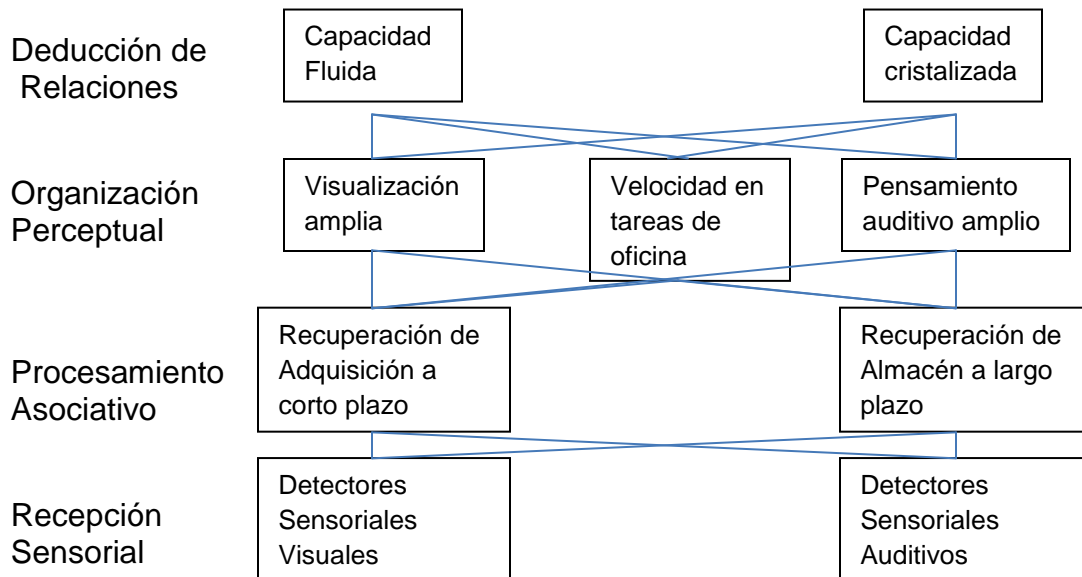 Deducción de
Relaciones
Capacidad
Fluida
Capacidad
cristalizada
Organización
Perceptual
Visualización
amplia
Velocidad en
tareas de
oficina
Pensamiento
auditivo amplio
Procesamiento
Asociativo
Recuperación de
Adquisición a
corto plazo
Recuperación de
Almacén a largo
plazo
Recepción
Sensorial
Detectores
Sensoriales
Visuales
Detectores
Sensoriales
Auditivos